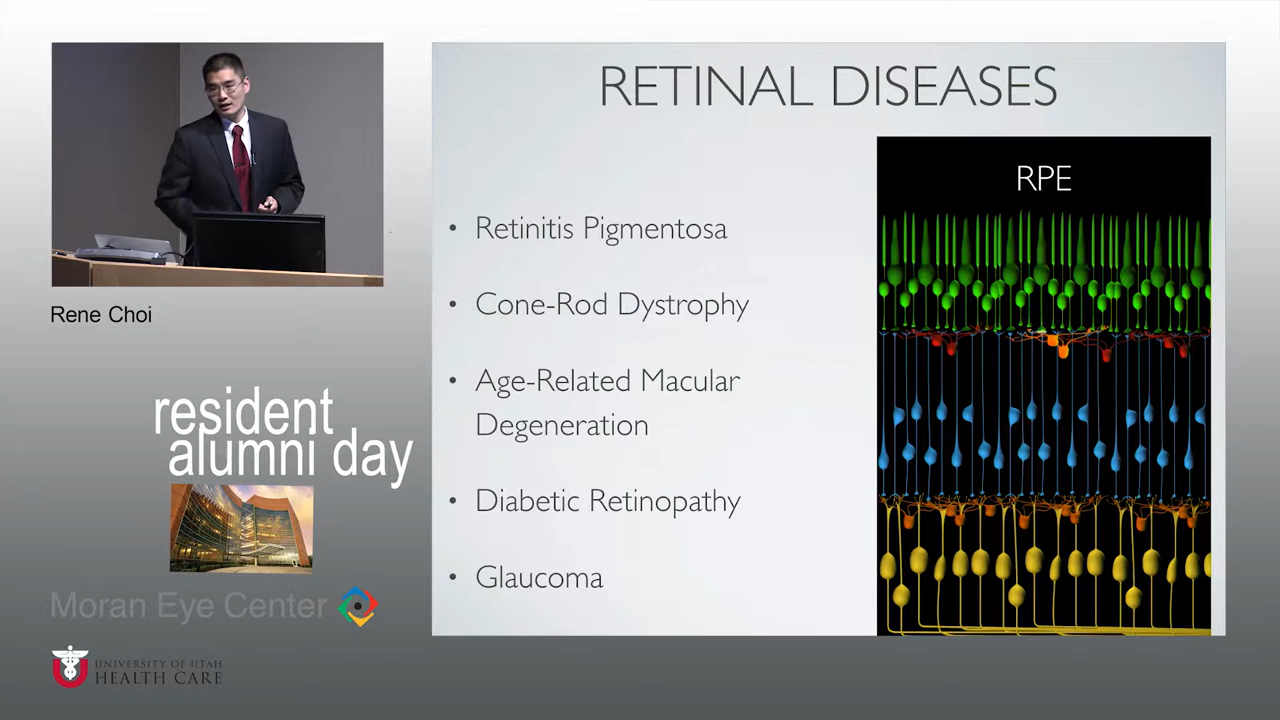 RETINAL DISEASES
RPE
• Retinitis Pigmentosa
• Cone-Rod Dystrophy
• Age-Related Macular
Degeneration
• Diabetic Retinopathy
• Glaucoma
Rene Choi
resident
alumni day
Moran Eye Center
UNIVERSITY OF UTAH
HEALTH CARE